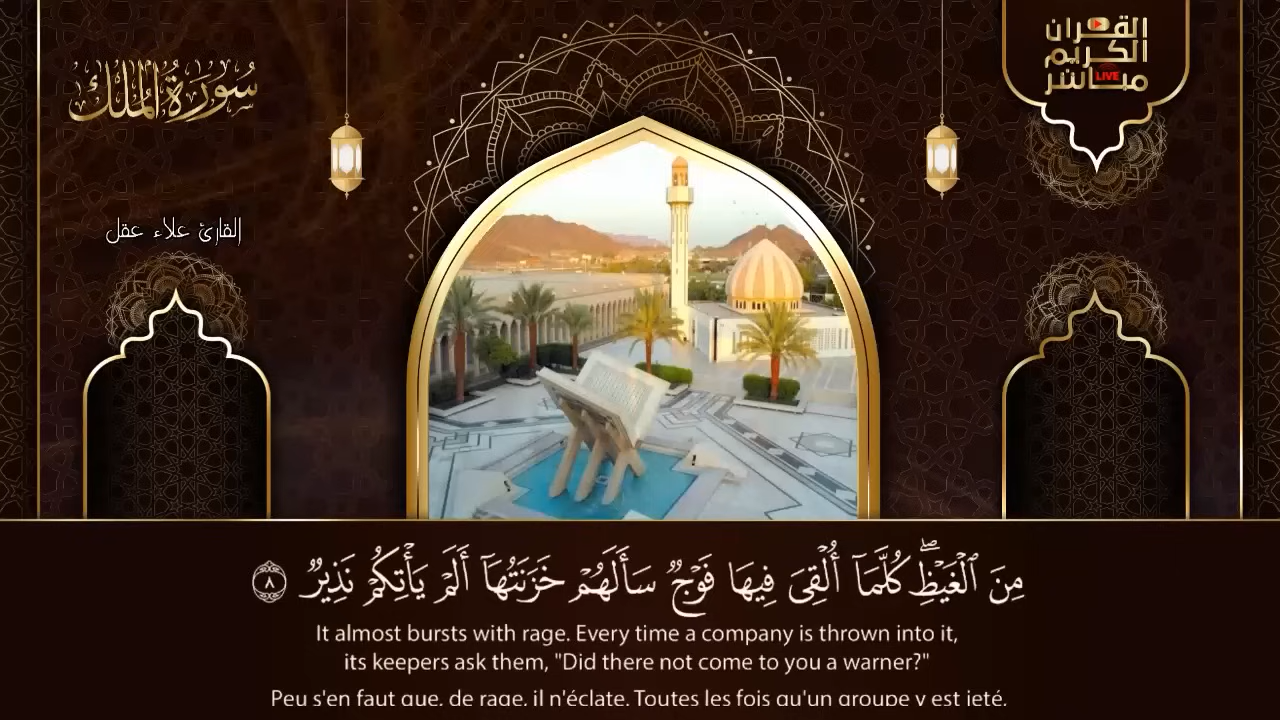 سُورَةُ المُلْك
القرآن
الكريم
مباشر
LIVE
القارئ علاء عقل
مِنَ ٱلْغَيْظِۖ كُلَّمَآ أُلْقِىَ فِيهَا فَوْجٌۭ سَأَلَهُمْ خَزَنَتُهَآ أَلَمْ يَأْتِكُمْ نَذِيرٌۭ ٨
It almost bursts with rage. Every time a company is thrown into it,
its keepers ask them, "Did there not come to you a warner?"
Peu s'en faut que, de rage, il n'éclate. Toutes les fois qu'un groupe y est jeté,